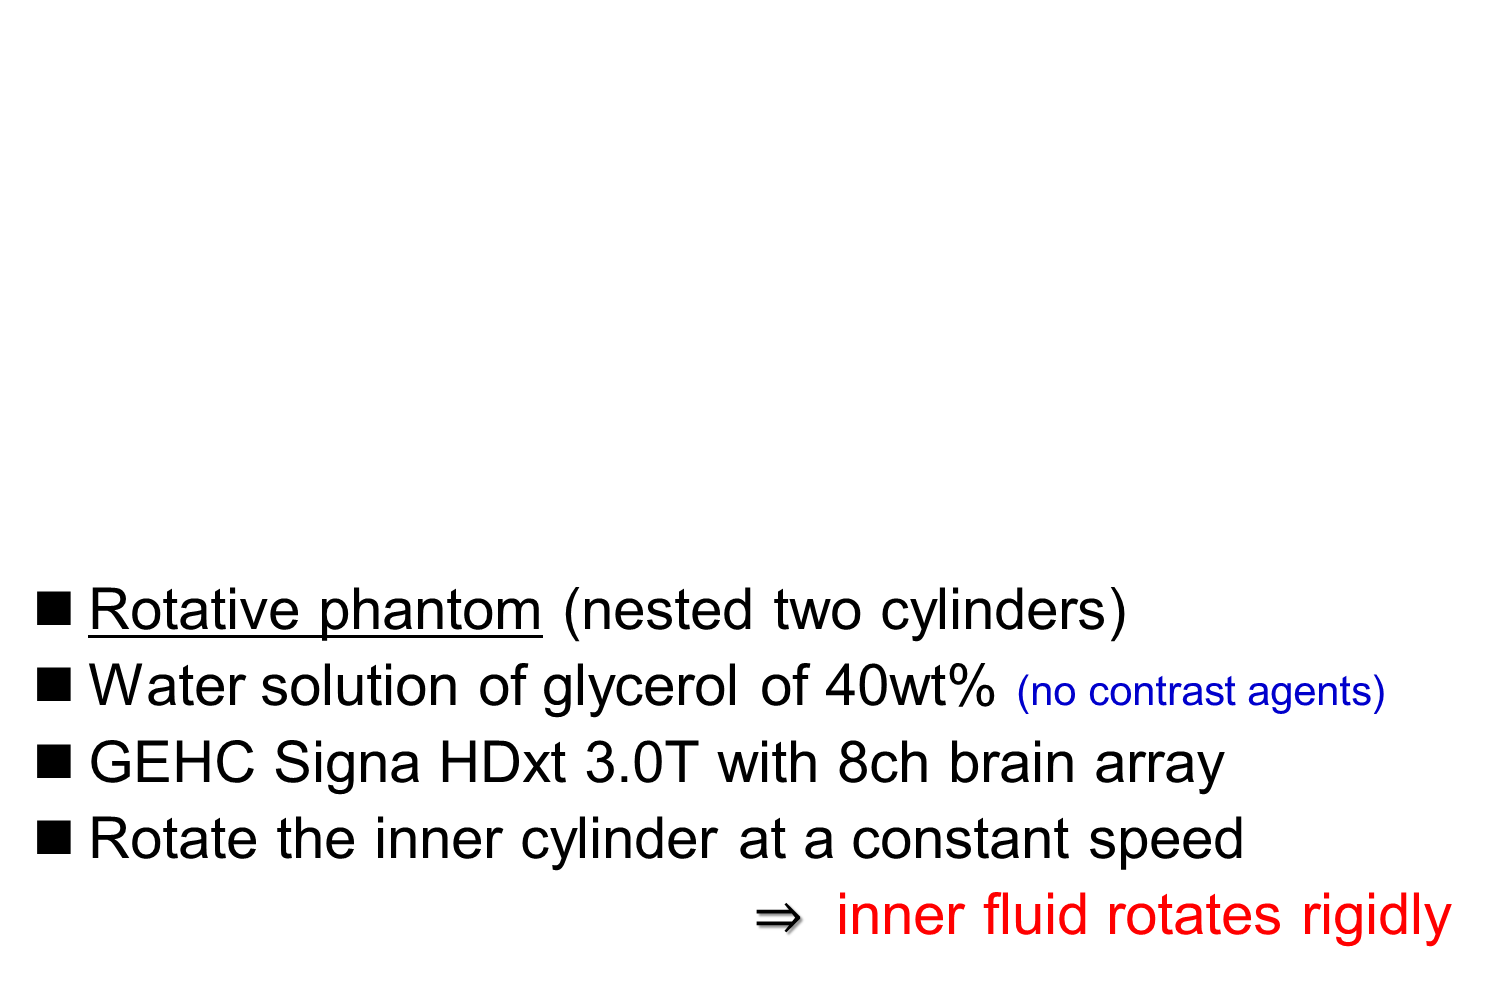 ■ Rotative phantom (nested two cylinders)
■ Water solution of glycerol of 40wt% (no contrast agents)
■ GEHC Signa HDxt 3.0T with 8ch brain array
■ Rotate the inner cylinder at a constant speed
⇒ inner fluid rotates rigidly